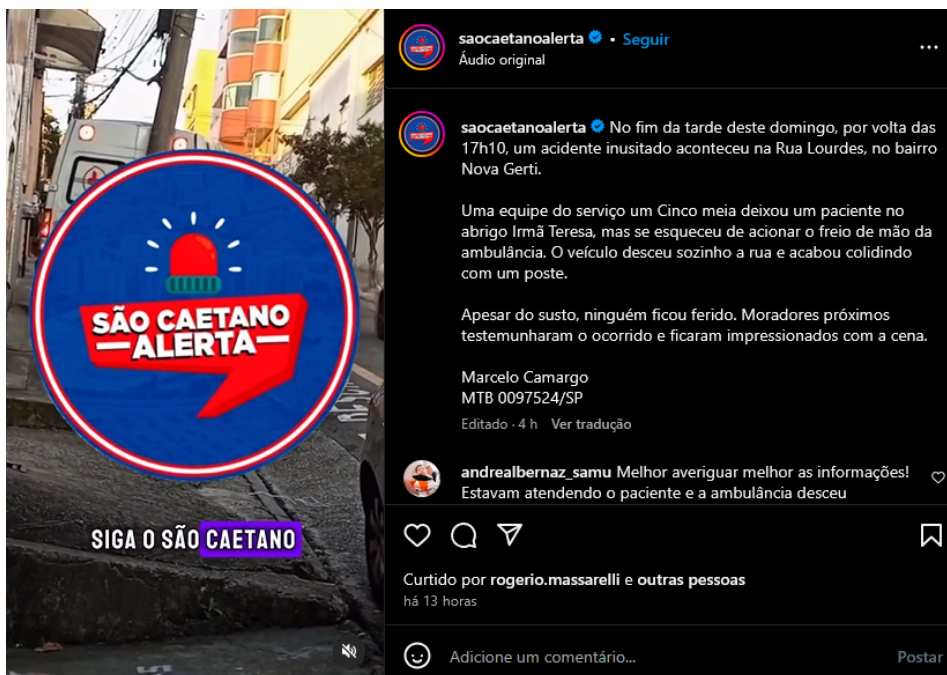 saocaetanoalerta • Seguir
Áudio original
saocaetanoalerta No fim da tarde deste domingo, por volta das
17h10, um acidente inusitado aconteceu na Rua Lourdes, no bairro
Nova Gerti.
Uma equipe do serviço um Cinco meia deixou um paciente no
abrigo Irmã Teresa, mas se esqueceu de acionar o freio de mão da
ambulância. O veículo desceu sozinho a rua e acabou colidindo
com um poste.
Apesar do susto, ninguém ficou ferido. Moradores próximos
testemunharam o ocorrido e ficaram impressionados com a cena.
Marcelo Camargo
MTB 0097524/SP
Editado · 4 h Ver tradução
andrealbernaz_samu Melhor averiguar melhor as informações!
Estavam atendendo o paciente e a ambulância desceu
Curtido por rogerio.massarelli e outras pessoas
há 13 horas
Adicione um comentário...
Postar
SÃO CAETANO
ALERTA
SIGA O SÃO CAETANO